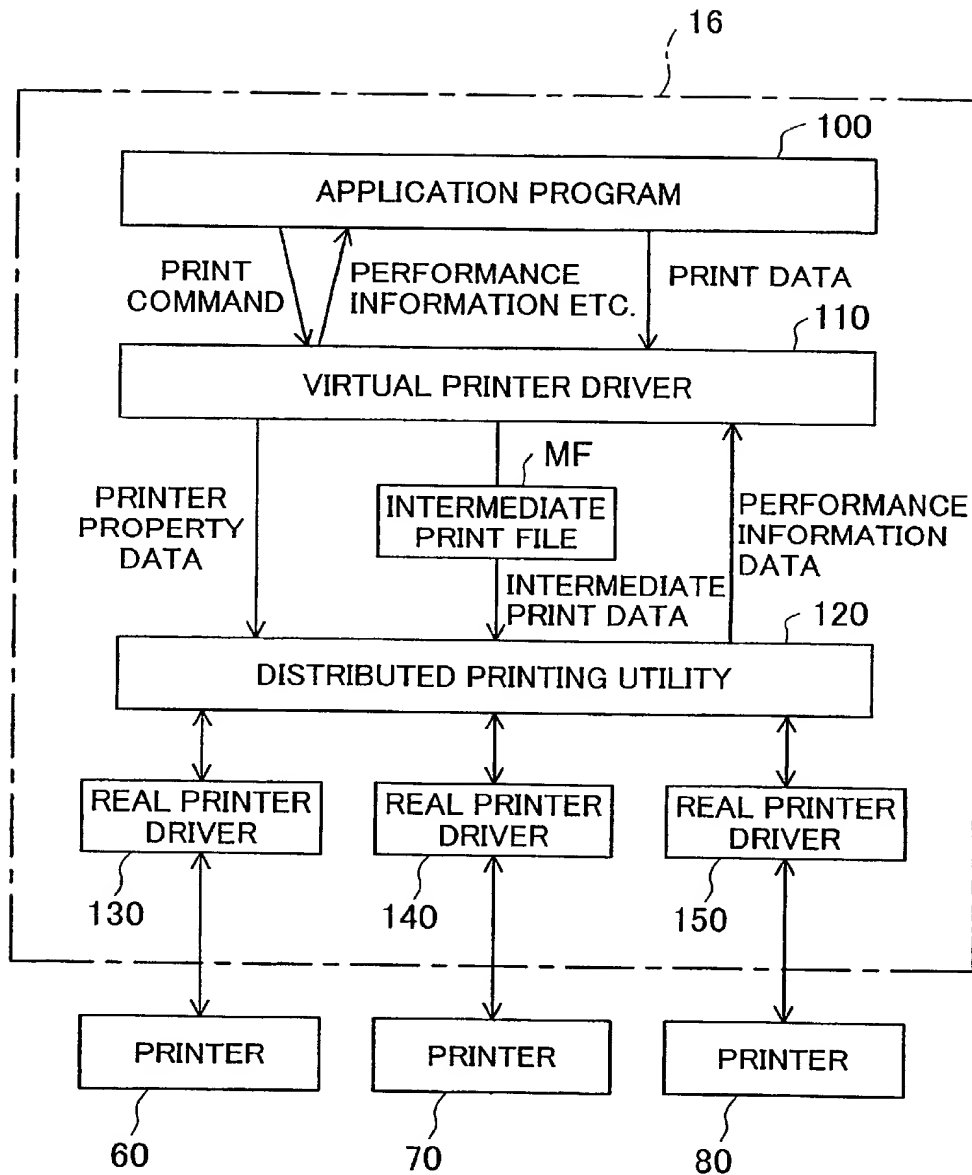 16
100
APPLICATION PROGRAM
PRINT
COMMAND
PERFORMANCE
INFORMATION ETC.
PRINT DATA
110
VIRTUAL PRINTER DRIVER
PRINTER
PROPERTY
DATA
MF
INTERMEDIATE
PRINT FILE
INTERMEDIATE
PRINT DATA
PERFORMANCE
INFORMATION
DATA
120
DISTRIBUTED PRINTING UTILITY
REAL PRINTER
DRIVER
130
REAL PRINTER
DRIVER
140
REAL PRINTER
DRIVER
150
PRINTER
60
PRINTER
70
PRINTER
80